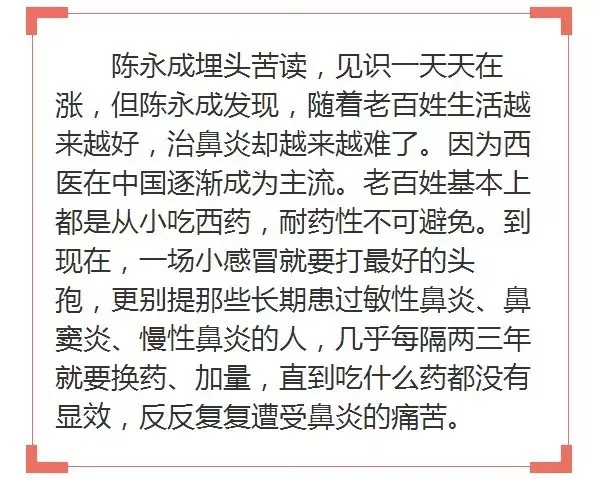 陈永成埋头苦读，见识一天天在
涨，但陈永成发现，随着老百姓生活越
来越好，治鼻炎却越来越难了。因为西
医在中国逐渐成为主流。老百姓基本上
都是从小吃西药，耐药性不可避免。到
现在，一场小感冒就要打最好的头
孢，更别提那些长期患过敏性鼻炎、鼻
窦炎、慢性鼻炎的人，几乎每隔两三年
就要换药、加量，直到吃什么药都没有
显效，反反复复遭受鼻炎的痛苦。